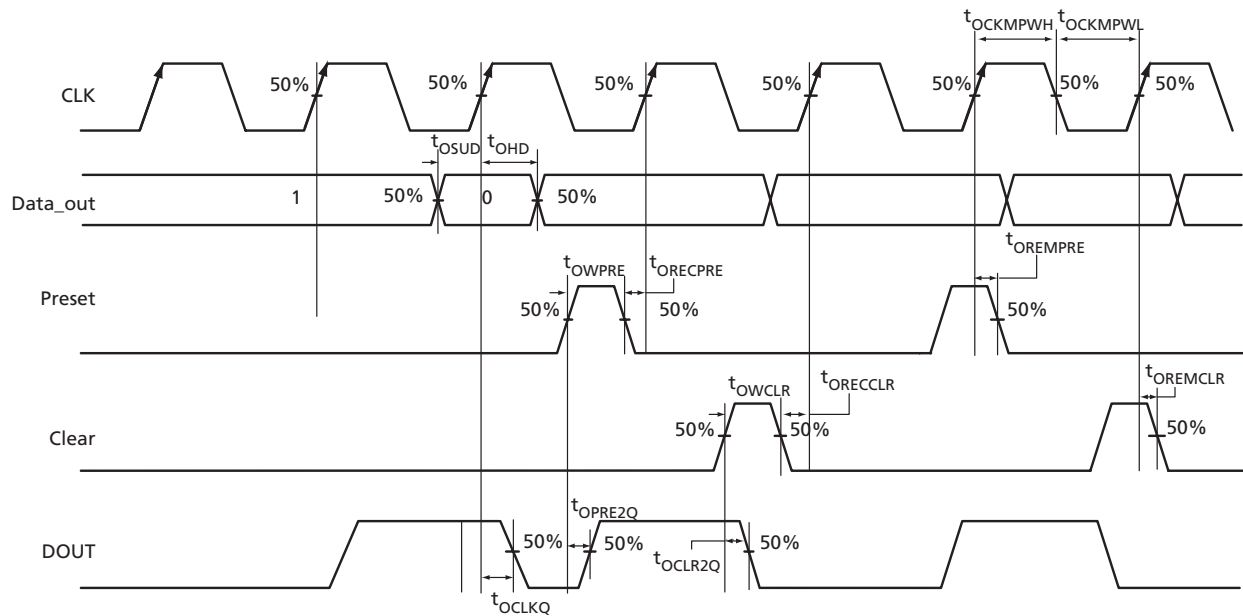 tOCKMPWH tOCKMPWL
CLK 50% 50% 50% 50% 50% 50% 50%
tOSUD tOHD
Data_out 1 50% 0 50%
tOWPRE tORECPRE tOREMPRE
Preset 50% 50% 50%
tOWCLR tORECCLR tOREMCLR
Clear 50% 50% 50%
tOPRE2Q
DOUT 50% 50% 50%
tOCLR2Q
tOCLKQ